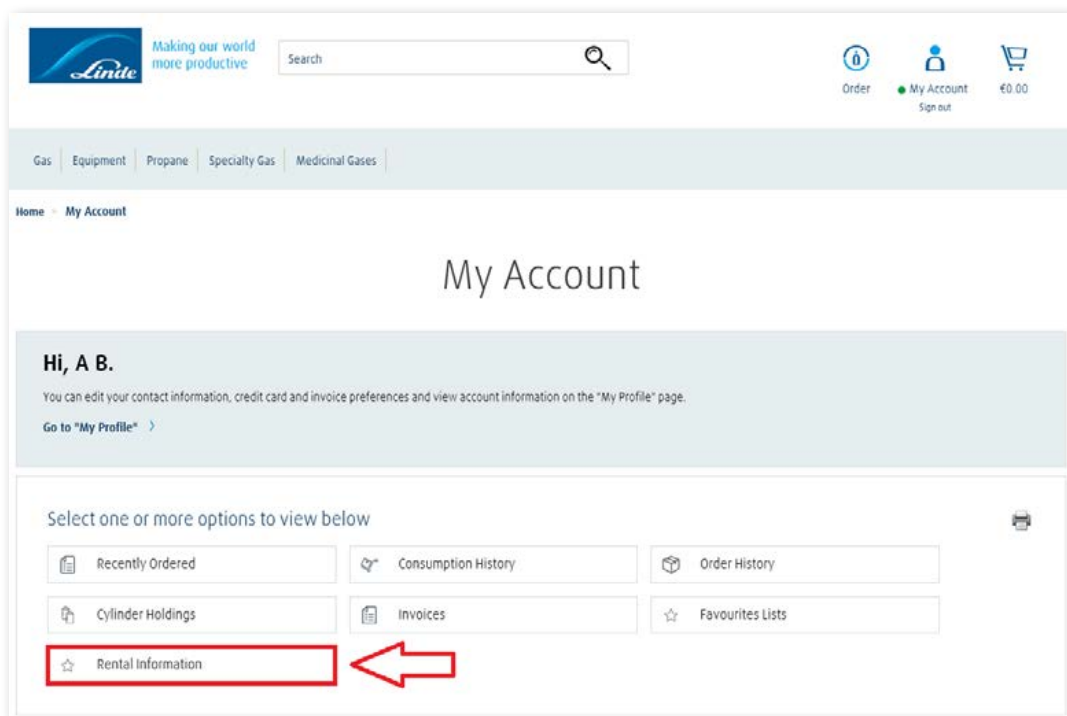 Linde
Making our world
more productive
Search
Order
My Account
Sign out
€0.00
Gas
Equipment
Propane
Specialty Gas
Medicinal Gases
Home
My Account
My Account
Hi, A B.
You can edit your contact information, credit card and invoice preferences and view account information on the "My Profile" page.
Go to "My Profile"
Select one or more options to view below
Recently Ordered
Consumption History
Order History
Cylinder Holdings
Invoices
Favourites Lists
Rental Information